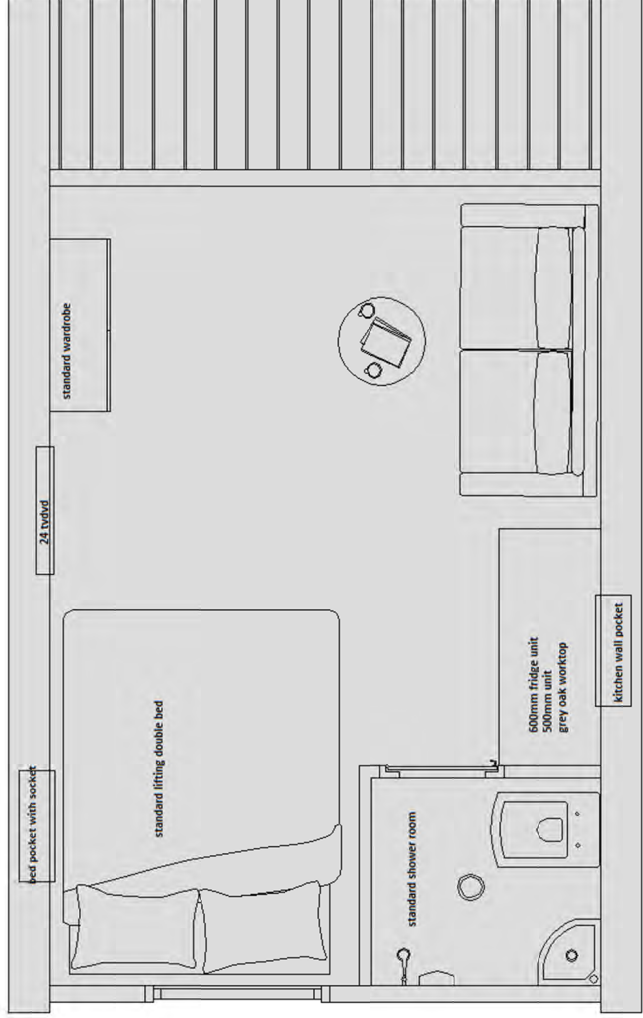 standard wardrobe
24 tvdvd
bed pocket with socket
standard lifting double bed
600mm fridge unit
500mm unit
grey oak worktop
kitchen wall pocket
standard shower room